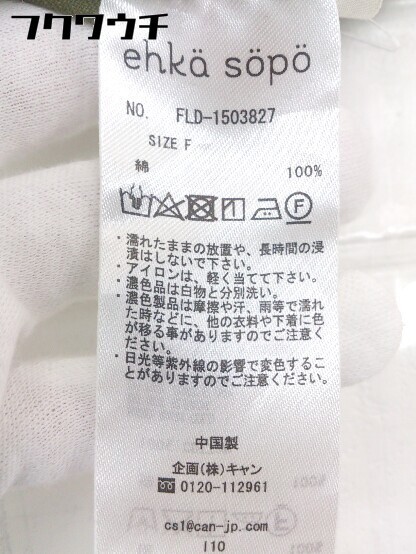 フクワウチ
ehkä söpö
NO. FLD-1503827
SIZE F
綿 100%
・濡れたままの放置や、長時間の浸
漬はしないで下さい。
・アイロンは、軽く当てて下さい。
・濃色品は白物と分別洗い。
・濃色製品は摩擦や汗、雨等で濡れ
た時などに、他の衣料や下着に色
が移る事がありますのでご注意くだ
さい。
・日光等紫外線の影響で変色するこ
とがありますのでご注意ください。
中国製
企画(株)キャン
0120-112961
cs1@can-jp.com
110